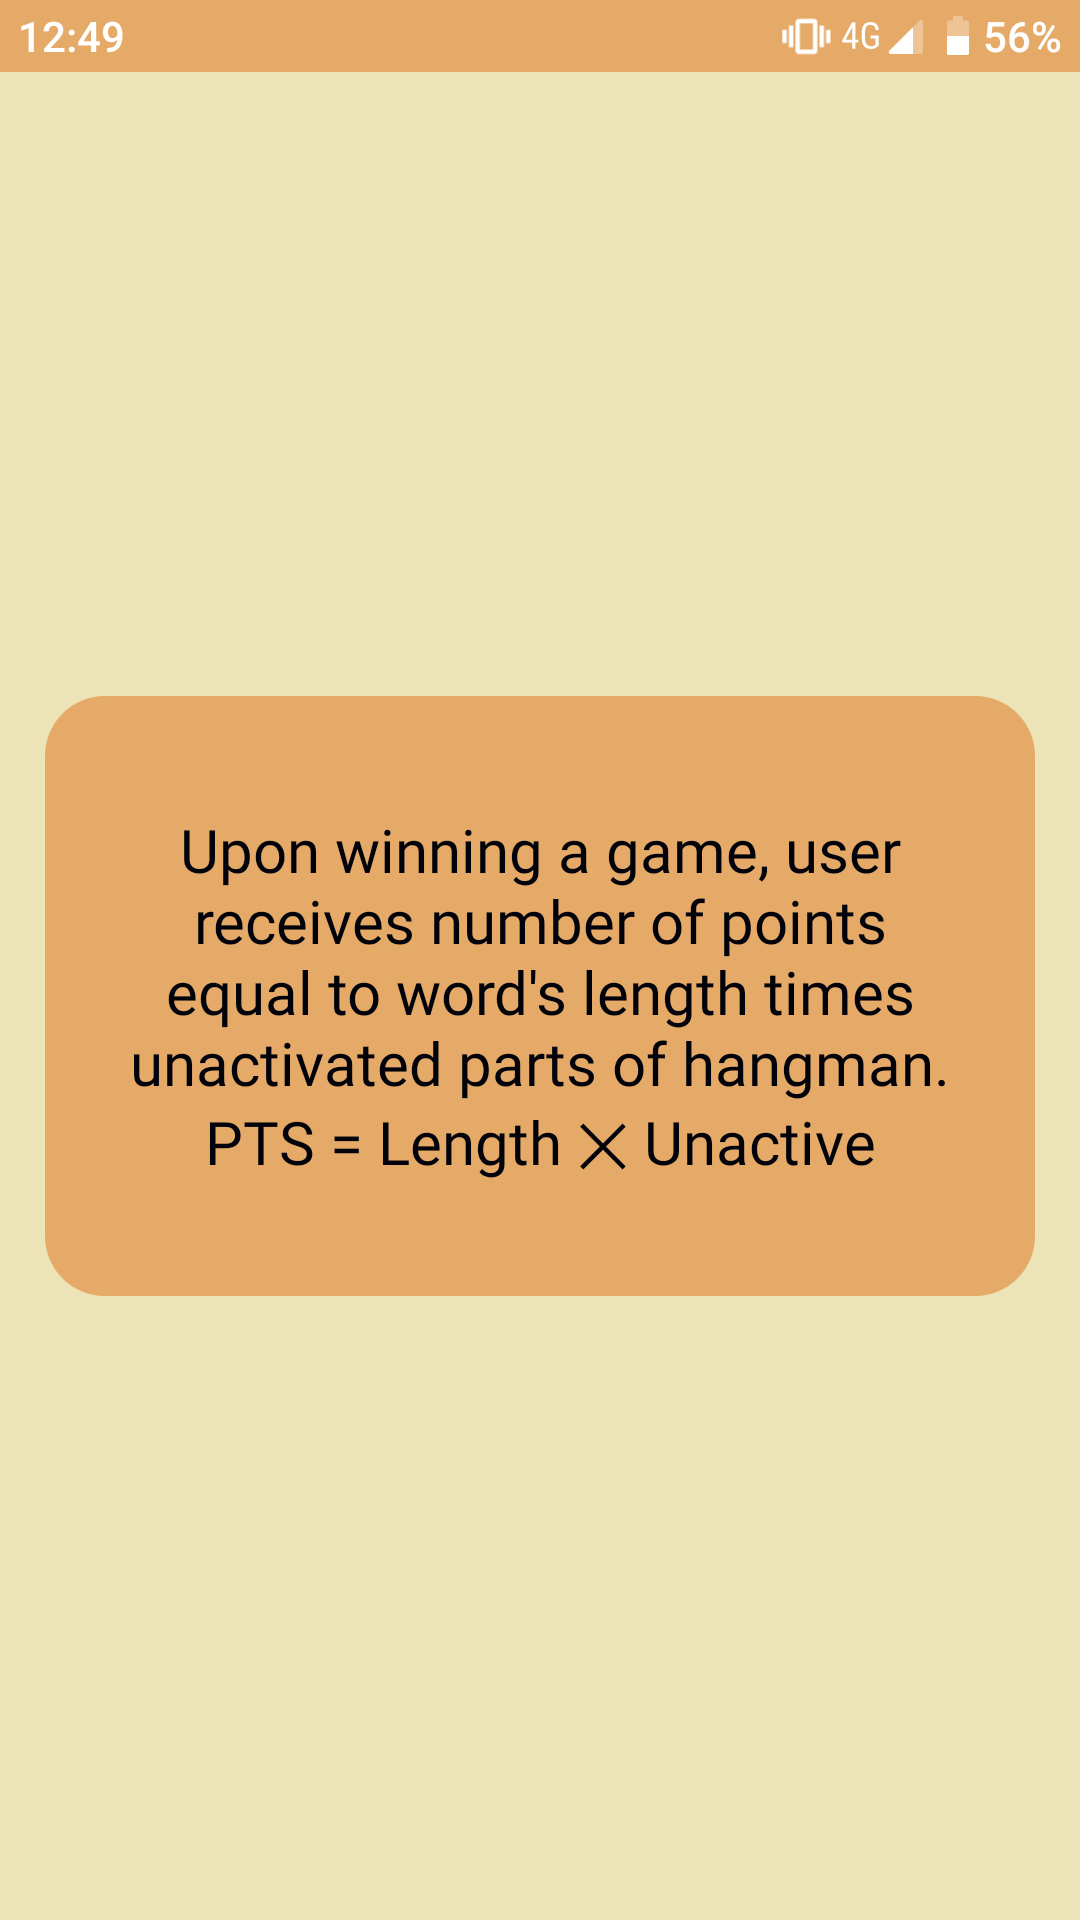 12:49 4G 56%
Upon winning a game, user
receives number of points
equal to word's length times
unactivated parts of hangman.
PTS = Length ╳ Unactive